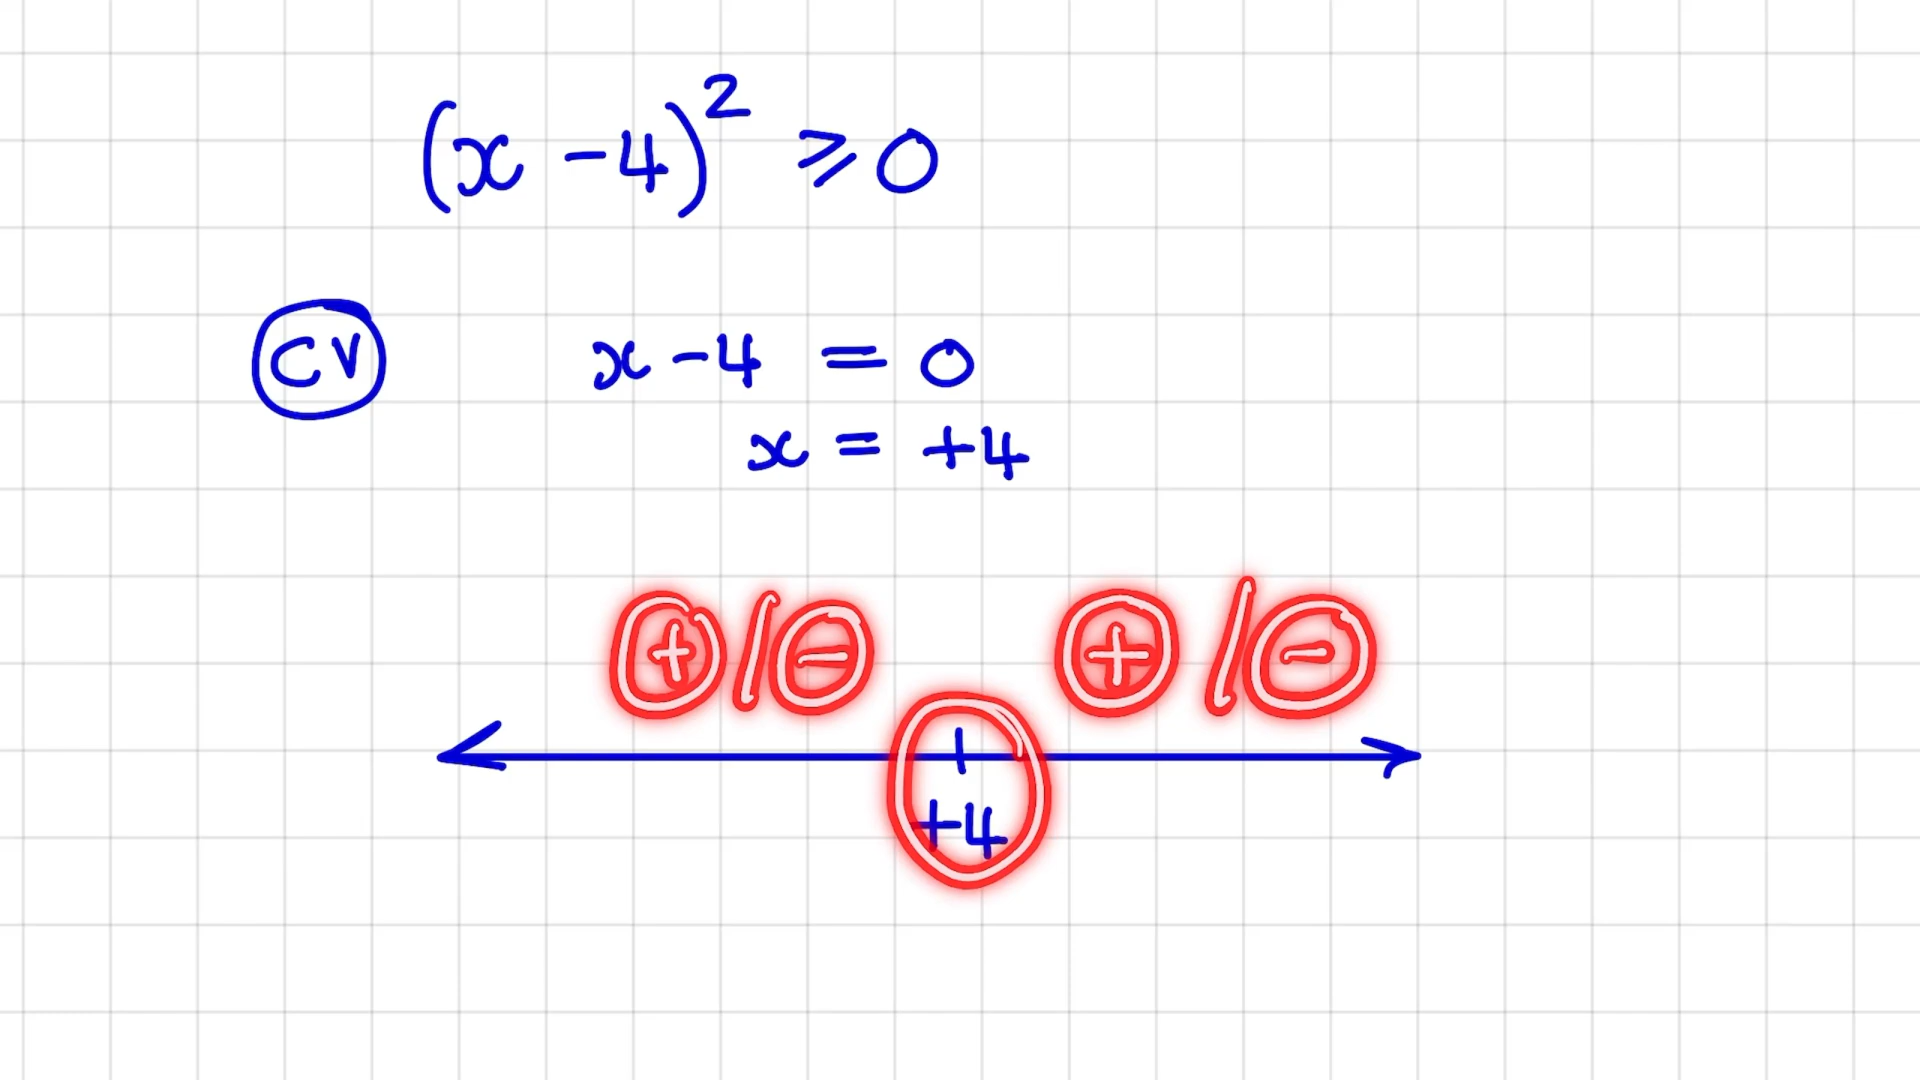 (x - 4)² ⩾ 0
CV x - 4 = 0
x = +4
+ / - + / -
+4